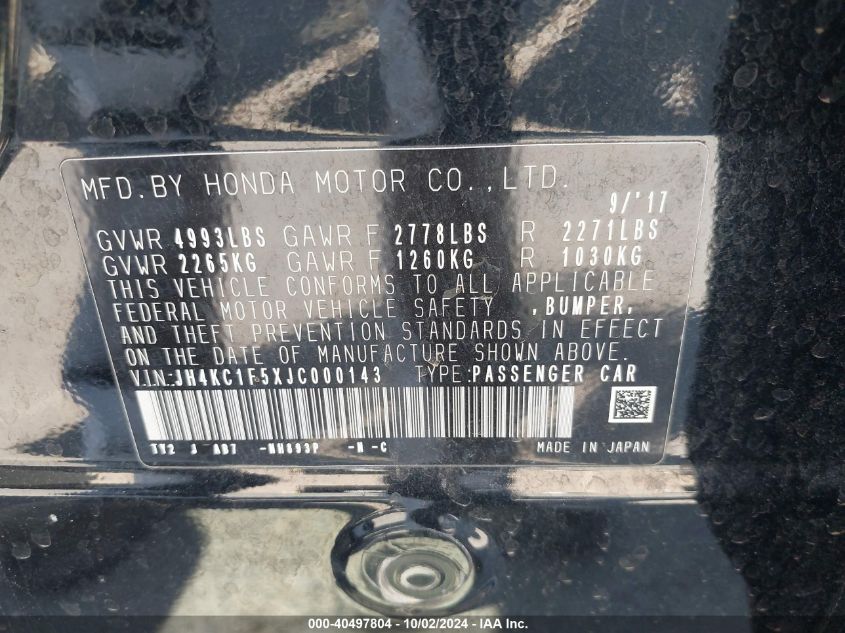 MFD.BY HONDA MOTOR CO.,LTD. 9/'17
GVWR 4993LBS GAWR F 2778LBS R 2271LBS
GVWR 2265KG GAWR F 1260KG R 1030KG
THIS VEHICLE CONFORMS TO ALL APPLICABLE
FEDERAL MOTOR VEHICLE SAFETY ,BUMPER,
AND THEFT PREVENTION STANDARDS IN EFFECT
ON THE DATE OF MANUFACTURE SHOWN ABOVE.
VIN:JH4KC1F5XJC000143 TYPE:PASSENGER CAR
TY2 J A97 -NH893P -N -C MADE IN JAPAN
000-40497804 - 10/02/2024 - IAA Inc.